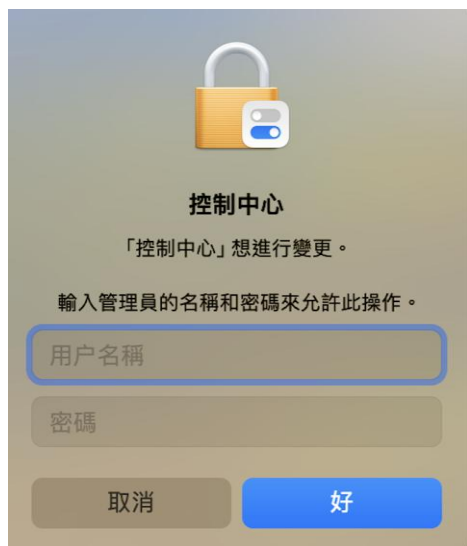 控制中心
「控制中心」想進行變更。
輸入管理員的名稱和密碼來允許此操作。
用户名稱
密碼
取消
好